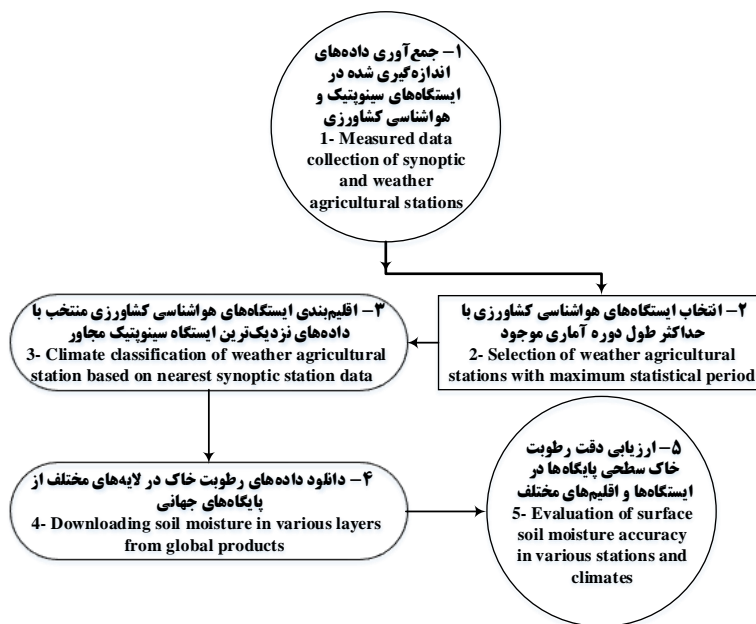 ۱- جمع‌آوری داده‌های
اندازه‌گیری شده در
ایستگاه‌های سینوپتیک و
هواشناسی کشاورزی
1- Measured data
collection of synoptic
and weather
agricultural stations
۲- انتخاب ایستگاه‌های هواشناسی کشاورزی با
حداکثر طول دوره آماری موجود
2- Selection of weather agricultural
stations with maximum statistical period
۳- اقلیم‌بندی ایستگاه‌های هواشناسی کشاورزی منتخب با
داده‌های نزدیک‌ترین ایستگاه سینوپتیک مجاور
3- Climate classification of weather agricultural
station based on nearest synoptic station data
۴- دانلود داده‌های رطوبت خاک در لایه‌های مختلف از
پایگاه‌های جهانی
4- Downloading soil moisture in various layers
from global products
۵- ارزیابی دقت رطوبت
خاک سطحی پایگاه‌ها در
ایستگاه‌ها و اقلیم‌های مختلف
5- Evaluation of surface
soil moisture accuracy
in various stations and
climates